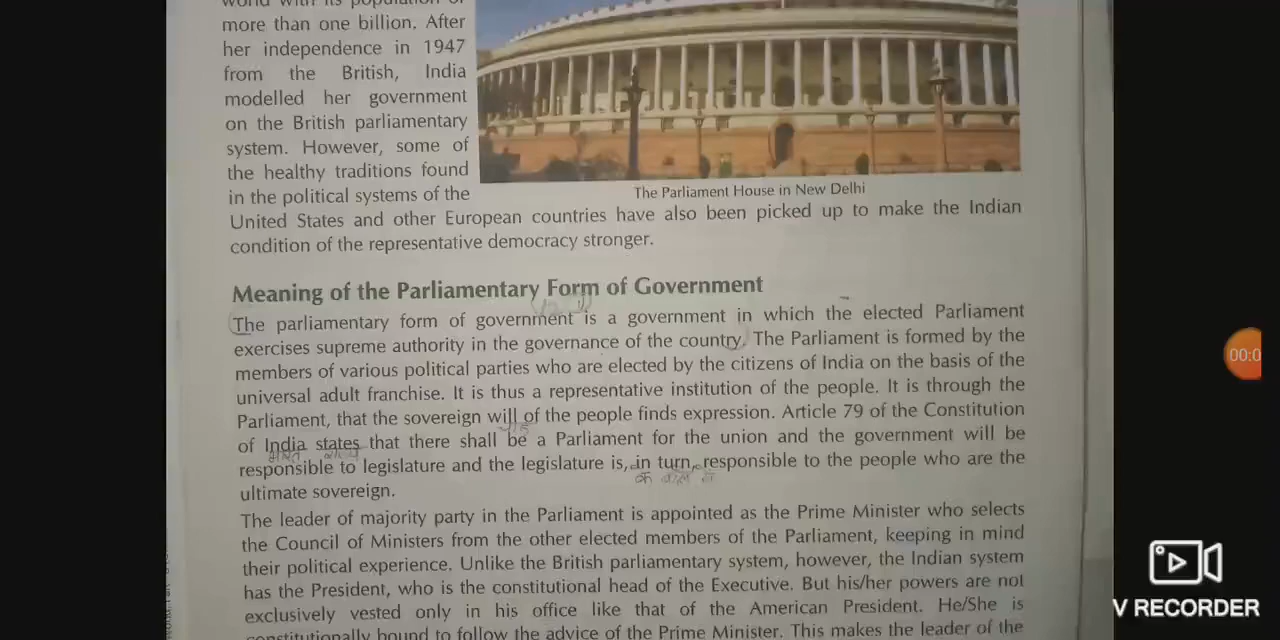 world with its population of
more than one billion. After
her independence in 1947
from the British, India
modelled her government
on the British parliamentary
system. However, some of
the healthy traditions found
in the political systems of the
The Parliament House in New Delhi
United States and other European countries have also been picked up to make the Indian
condition of the representative democracy stronger.
Meaning of the Parliamentary Form of Government
The parliamentary form of government is a government in which the elected Parliament
exercises supreme authority in the governance of the country. The Parliament is formed by the
members of various political parties who are elected by the citizens of India on the basis of the
universal adult franchise. It is thus a representative institution of the people. It is through the
Parliament, that the sovereign will of the people finds expression. Article 79 of the Constitution
of India states that there shall be a Parliament for the union and the government will be
भारत
responsible to legislature and the legislature is, in turn, responsible to the people who are the
ultimate sovereign.
The leader of majority party in the Parliament is appointed as the Prime Minister who selects
the Council of Ministers from the other elected members of the Parliament, keeping in mind
their political experience. Unlike the British parliamentary system, however, the Indian system
has the President, who is the constitutional head of the Executive. But his/her powers are not
exclusively vested only in his office like that of the American President. He/She is
constitutionally bound to follow the advice of the Prime Minister. This makes the leader of the
00:0
V RECORDER